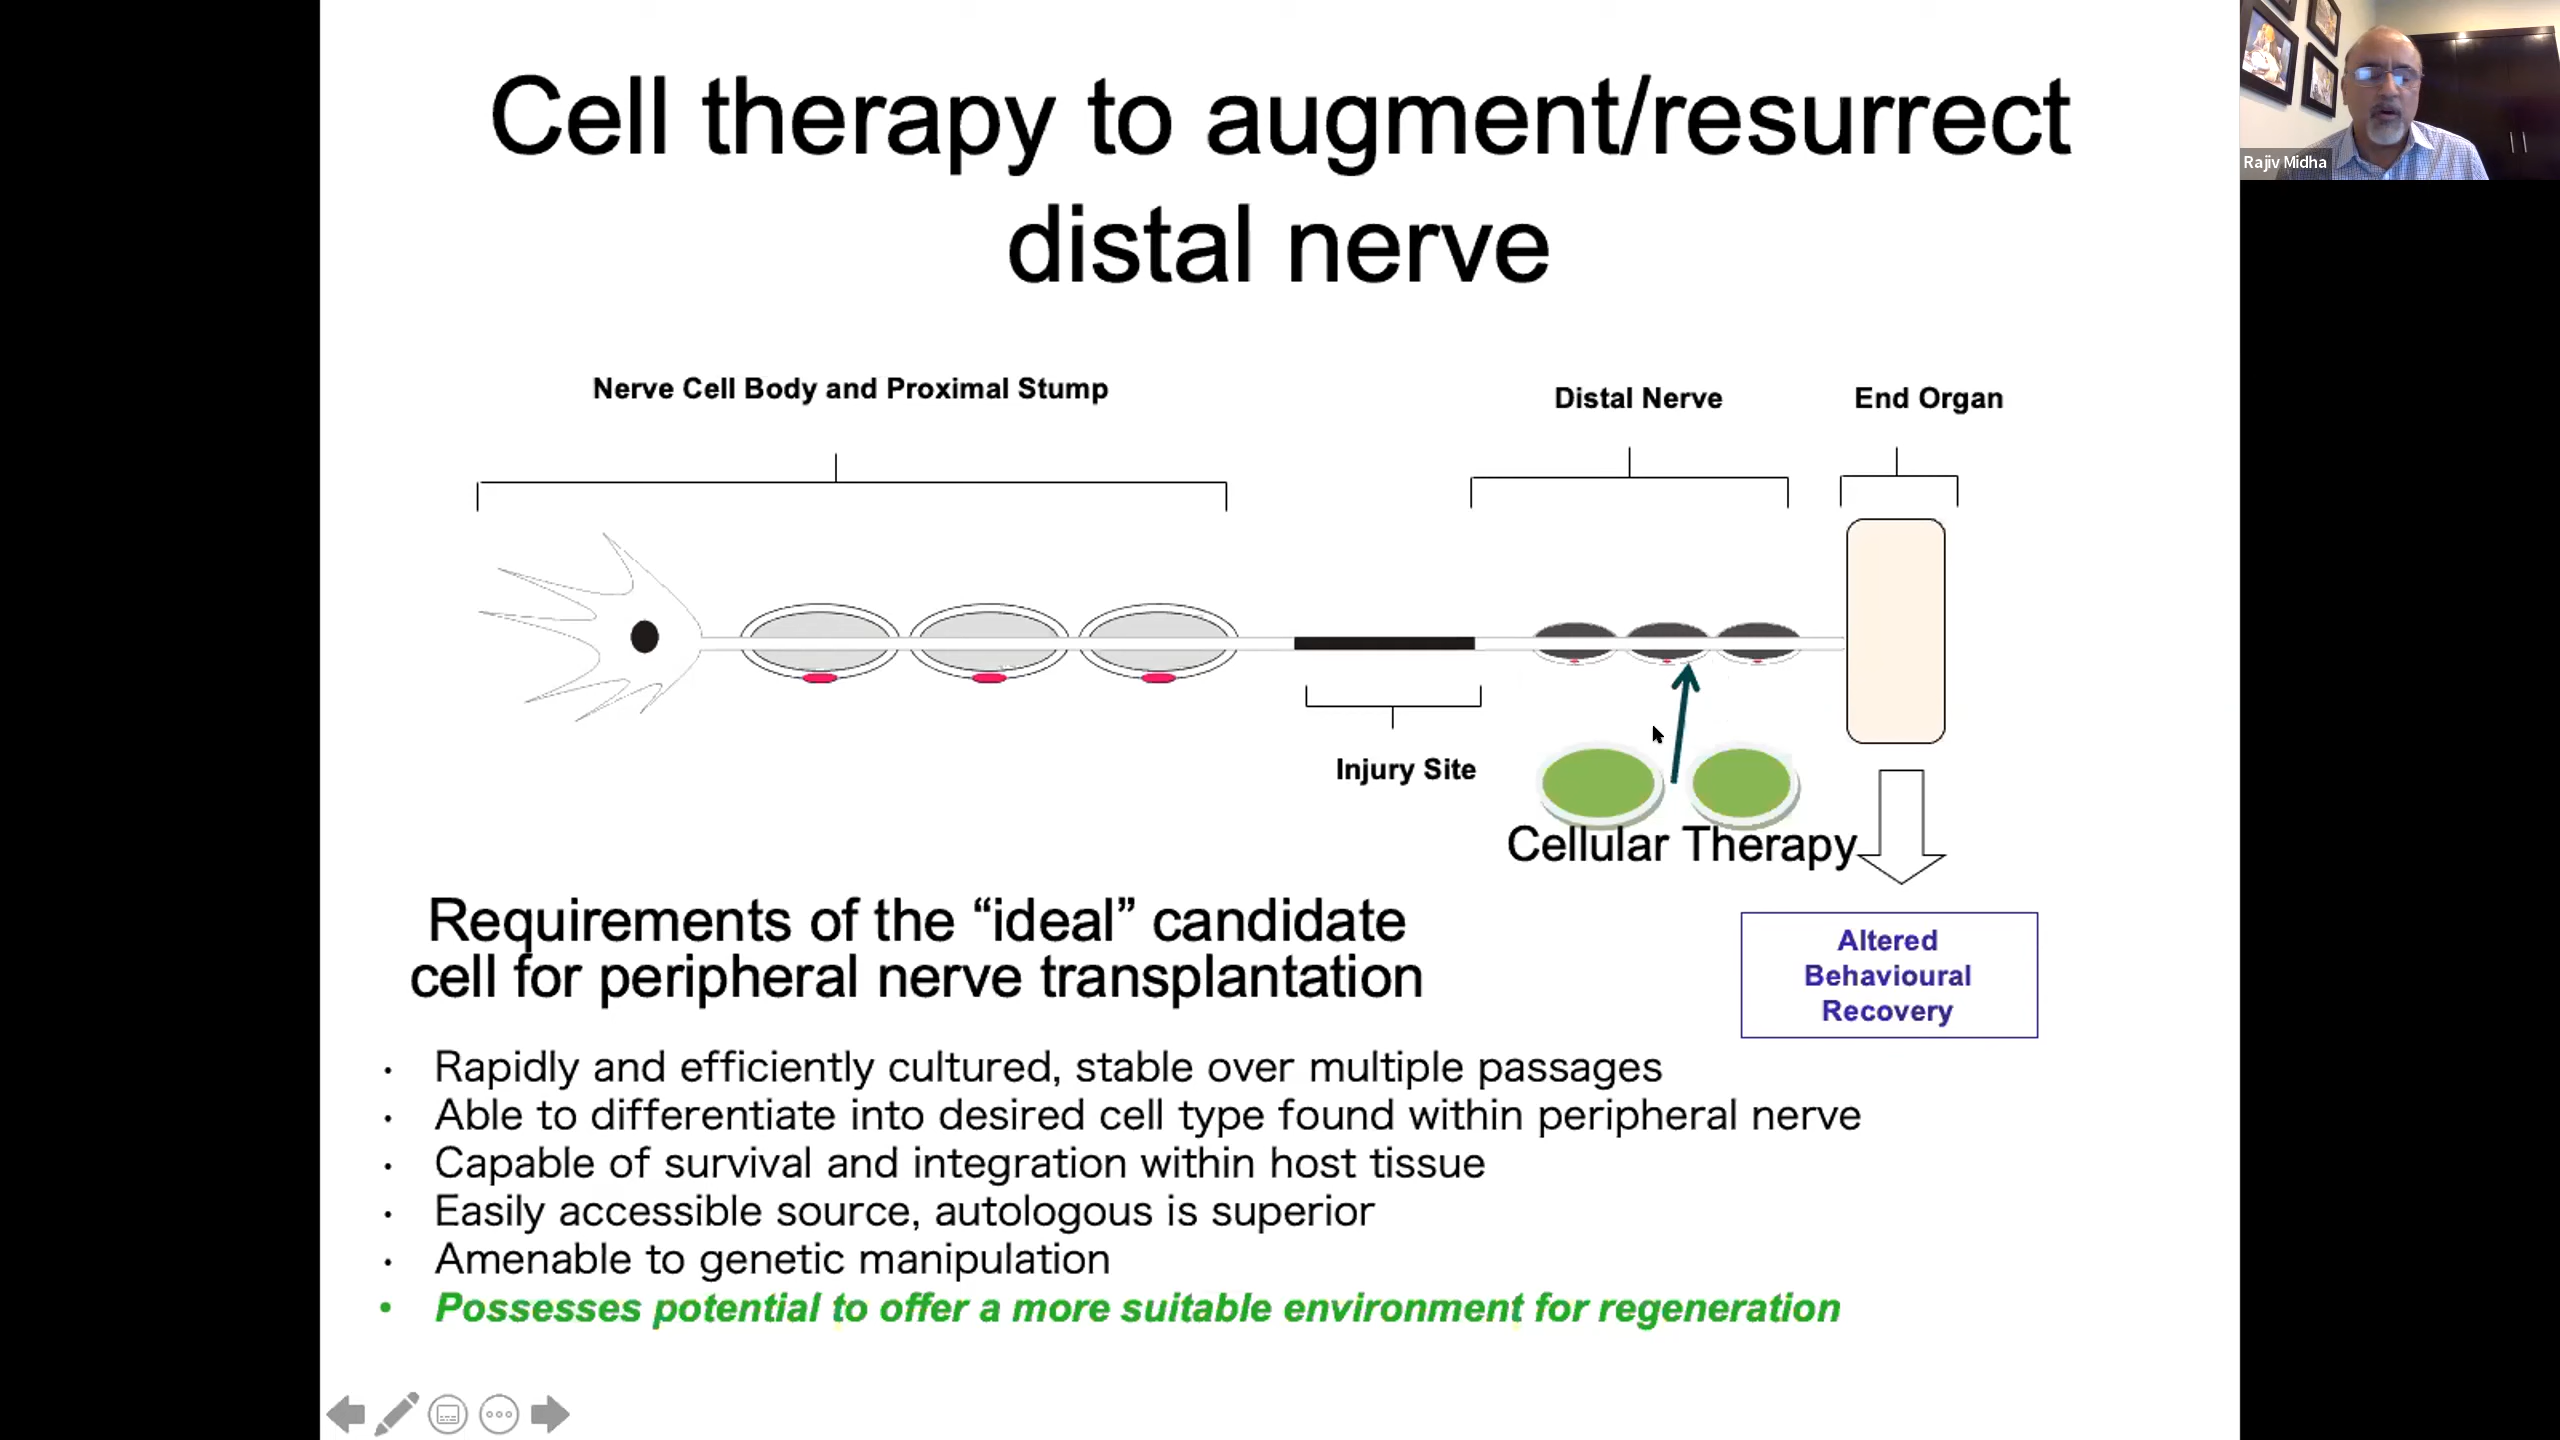 Cell therapy to augment/resurrect
distal nerve
Rajiv Midha
Nerve Cell Body and Proximal Stump
Distal Nerve
End Organ
Injury Site
Cellular Therapy
Altered
Behavioural
Recovery
Requirements of the “ideal” candidate
cell for peripheral nerve transplantation
• Rapidly and efficiently cultured, stable over multiple passages
• Able to differentiate into desired cell type found within peripheral nerve
• Capable of survival and integration within host tissue
• Easily accessible source, autologous is superior
• Amenable to genetic manipulation
• Possesses potential to offer a more suitable environment for regeneration